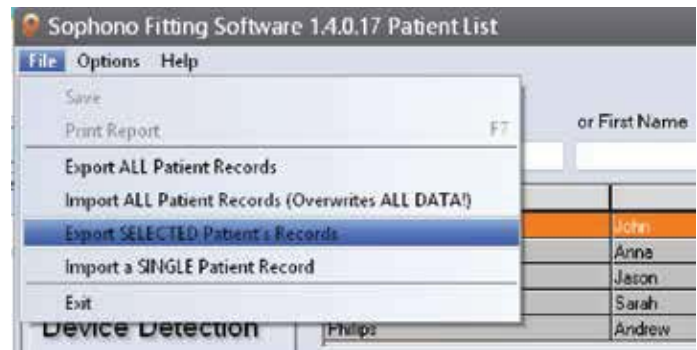 Sophono Fitting Software 1.4.0.17 Patient List
File Options Help
Save
Print Report F7
or First Name
Export ALL Patient Records
Import ALL Patient Records (Overwrites ALL DATA!)
Export SELECTED Patient's Records
John
Import a SINGLE Patient Record
Anna
Jason
Exit
Sarah
Device Detection
Philips
Andrew